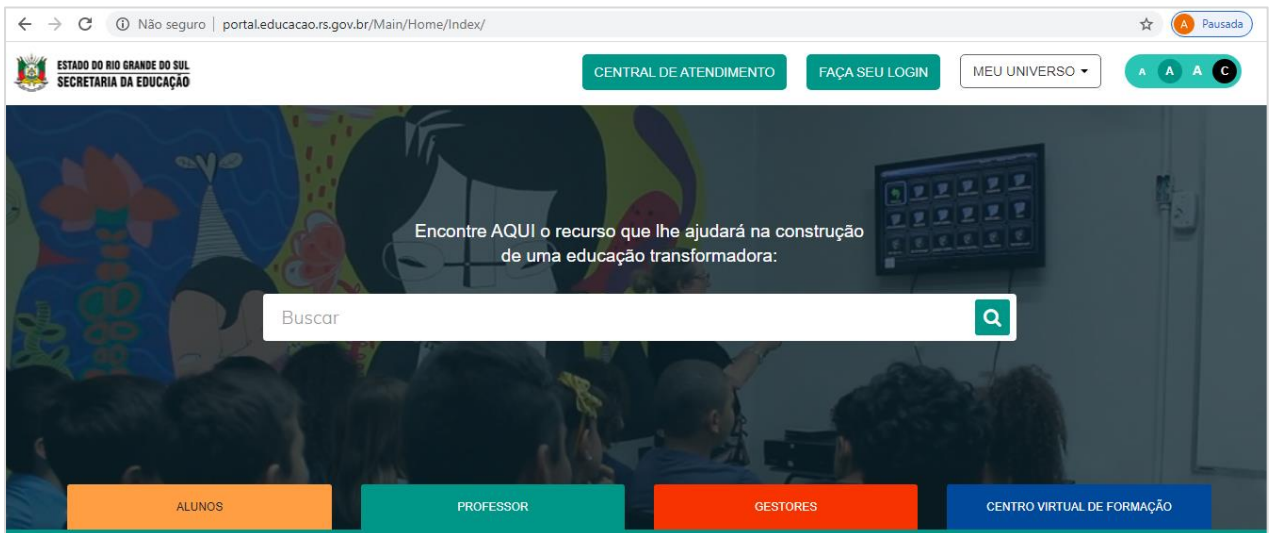 Não seguro | portal.educacao.rs.gov.br/Main/Home/Index/
A Pausada
ESTADO DO RIO GRANDE DO SUL
SECRETARIA DA EDUCAÇÃO
CENTRAL DE ATENDIMENTO
FAÇA SEU LOGIN
MEU UNIVERSO
A A A C
Encontre AQUI o recurso que lhe ajudará na construção
de uma educação transformadora:
Buscar
ALUNOS
PROFESSOR
GESTORES
CENTRO VIRTUAL DE FORMAÇÃO